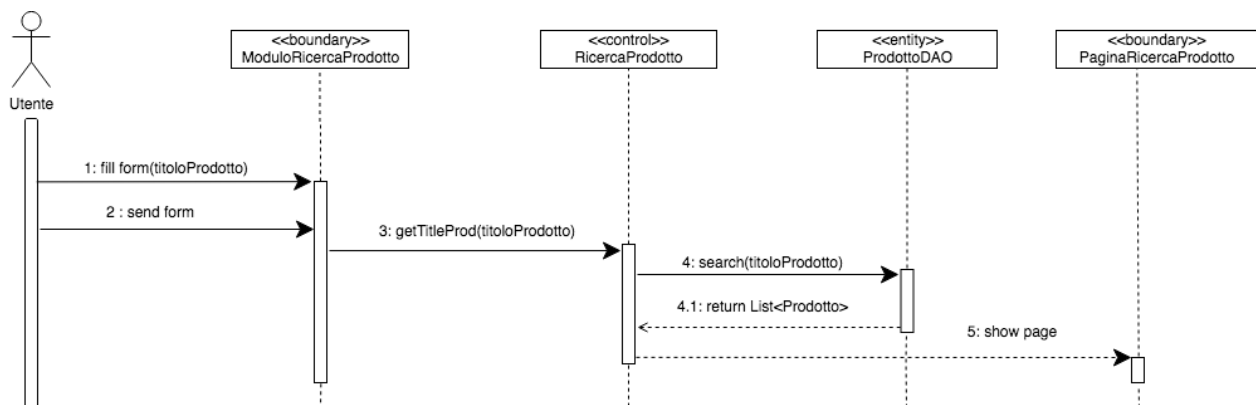 <<boundary>>
ModuloRicercaProdotto
<<control>>
RicercaProdotto
<<entity>>
ProdottoDAO
<<boundary>>
PaginaRicercaProdotto
Utente
1: fill form(titoloProdotto)
2 : send form
3: getTitleProd(titoloProdotto)
4: search(titoloProdotto)
4.1: return List<Prodotto>
5: show page